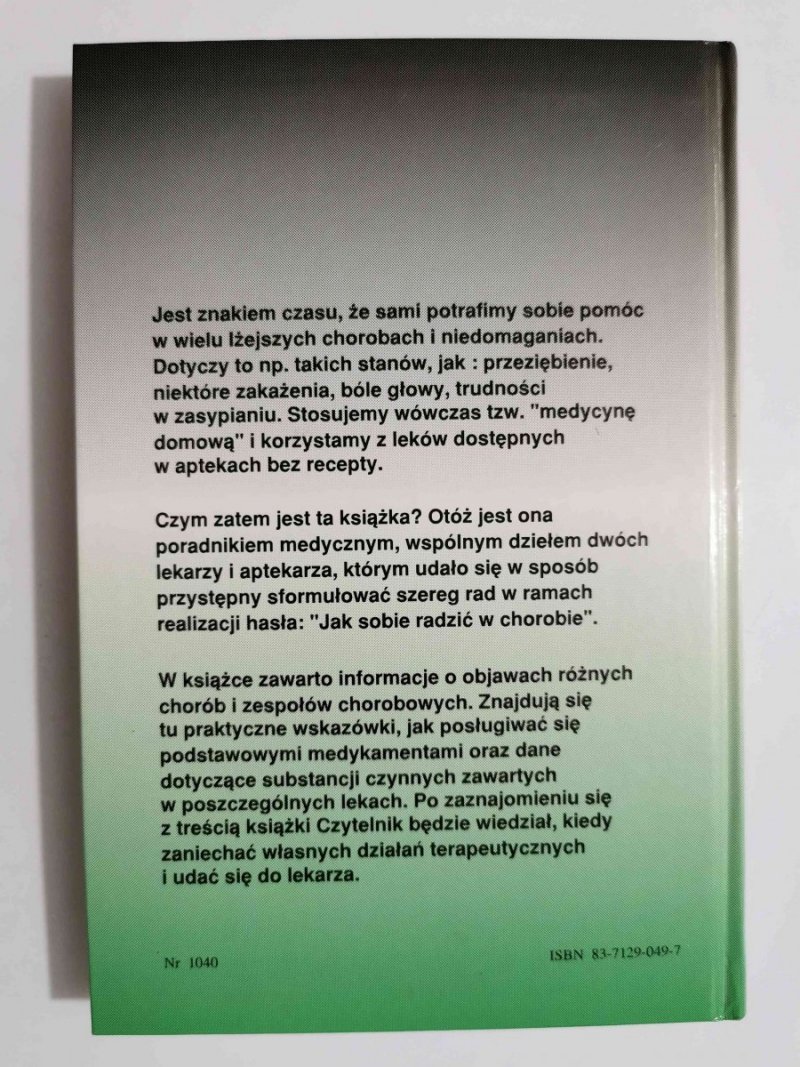 Jest znakiem czasu, że sami potrafimy sobie pomóc
w wielu lżejszych chorobach i niedomaganiach.
Dotyczy to np. takich stanów, jak : przeziębienie,
niektóre zakażenia, bóle głowy, trudności
w zasypianiu. Stosujemy wówczas tzw. "medycynę
domową" i korzystamy z leków dostępnych
w aptekach bez recepty.
Czym zatem jest ta książka? Otóż jest ona
poradnikiem medycznym, wspólnym dziełem dwóch
lekarzy i aptekarza, którym udało się w sposób
przystępny sformułować szereg rad w ramach
realizacji hasła: "Jak sobie radzić w chorobie".
W książce zawarto informacje o objawach różnych
chorób i zespołów chorobowych. Znajdują się
tu praktyczne wskazówki, jak posługiwać się
podstawowymi medykamentami oraz dane
dotyczące substancji czynnych zawartych
w poszczególnych lekach. Po zaznajomieniu się
z treścią książki Czytelnik będzie wiedział, kiedy
zaniechać własnych działań terapeutycznych
i udać się do lekarza.
Nr 1040
ISBN 83-7129-049-7